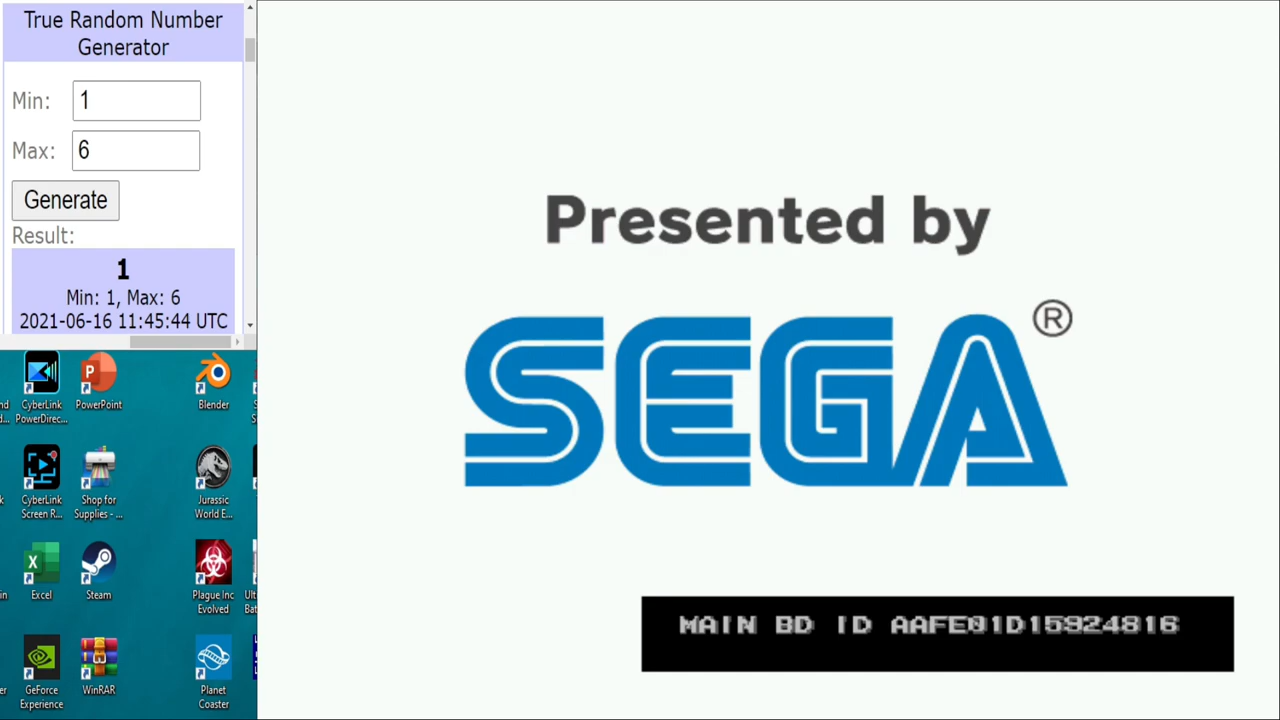 True Random Number
Generator
Min: 1
Max: 6
Generate
Result:
1
Min: 1, Max: 6
2021-06-16 11:45:44 UTC
Presented by
SEGA®
MAIN BD ID AAFE01D15924816
CyberLink
PowerDirec...
PowerPoint
Blender
CyberLink
Screen R...
Shop for
Supplies - ...
Jurassic
World E...
Excel
Steam
Plague Inc
Evolved
GeForce
Experience
WinRAR
Planet
Coaster